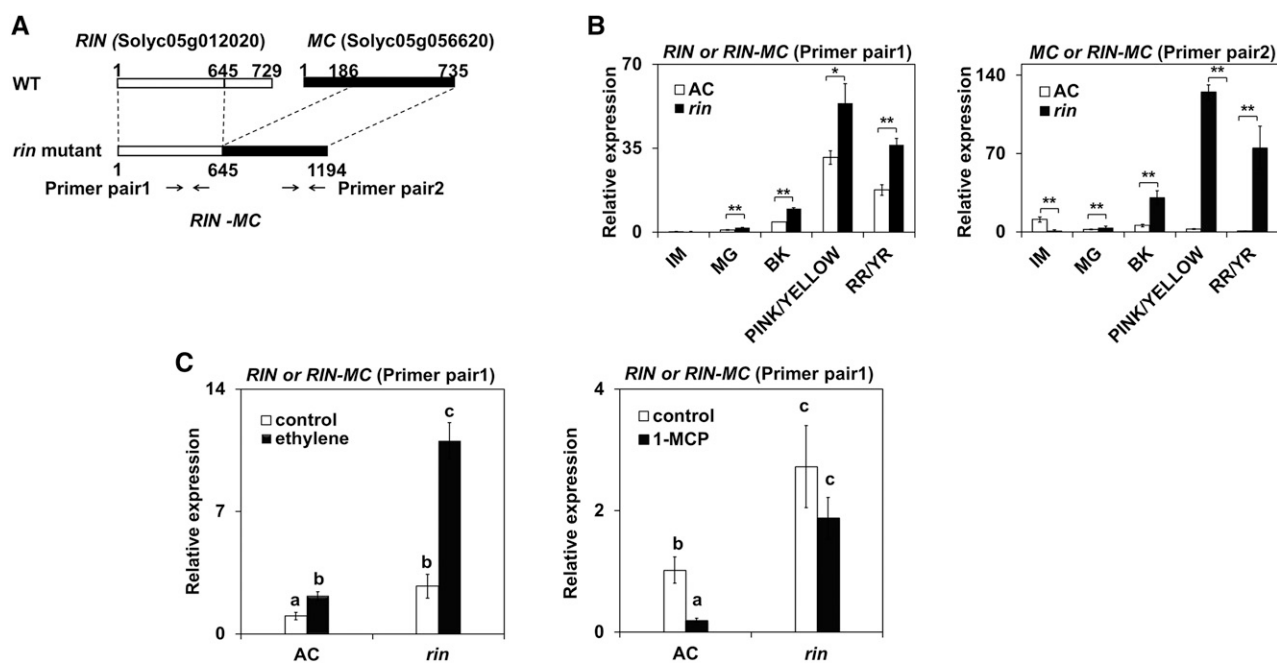 A
RIN (Solyc05g012020) MC (Solyc05g056620)
1 645 729 1 186 735
WT
rin mutant
1 645 1194
Primer pair1 Primer pair2
RIN -MC
B
RIN or RIN-MC (Primer pair1)
Relative expression
70
35
0
AC
rin
**
**
*
**
IM
MG
BK
PINK/YELLOW
RR/YR
MC or RIN-MC (Primer pair2)
Relative expression
140
70
0
AC
rin
**
**
**
**
**
IM
MG
BK
PINK/YELLOW
RR/YR
C
RIN or RIN-MC (Primer pair1)
Relative expression
14
7
0
control
ethylene
a
b
b
c
AC
rin
RIN or RIN-MC (Primer pair1)
Relative expression
4
2
0
control
1-MCP
b
a
c
c
AC
rin